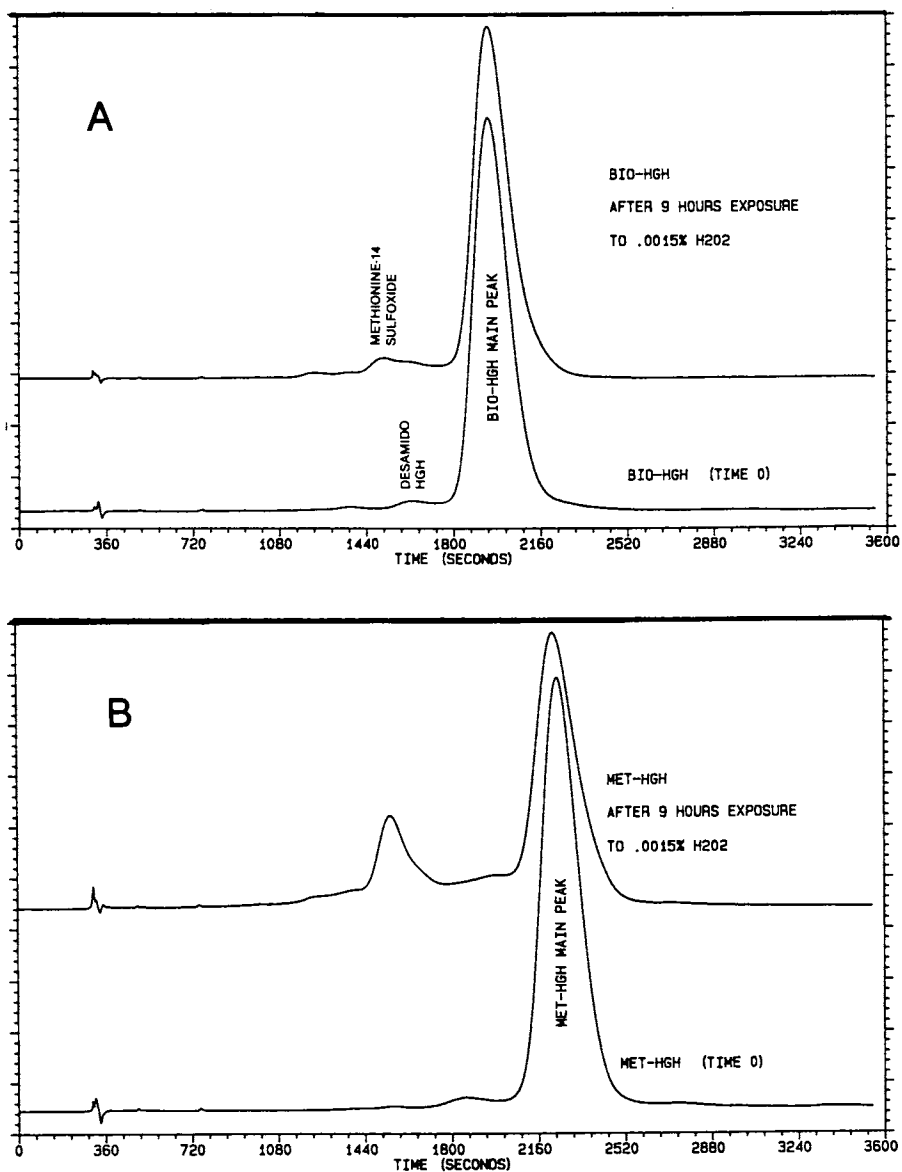 A
BIO-HGH
AFTER 9 HOURS EXPOSURE
TO .0015% H202
METHIONINE-14
SULFOXIDE
BIO-HGH MAIN PEAK
DESAMIDO
HGH
BIO-HGH (TIME 0)
0 360 720 1080 1440 1800 2160 2520 2880 3240 3600
TIME (SECONDS)
B
MET-HGH
AFTER 9 HOURS EXPOSURE
TO .0015% H202
MET-HGH MAIN PEAK
MET-HGH (TIME 0)
0 360 720 1080 1440 1800 2160 2520 2880 3240 3600
TIME (SECONDS)